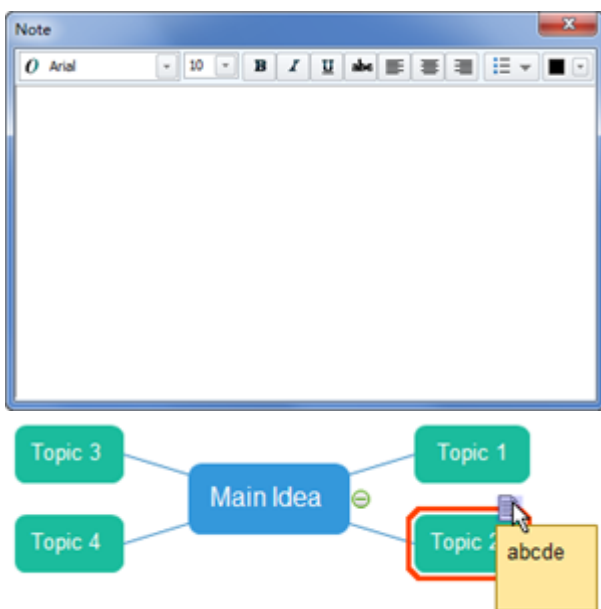 Note
Arial 10 B I U abc
Topic 3
Topic 1
Main Idea
Topic 4
Topic 2
abcde